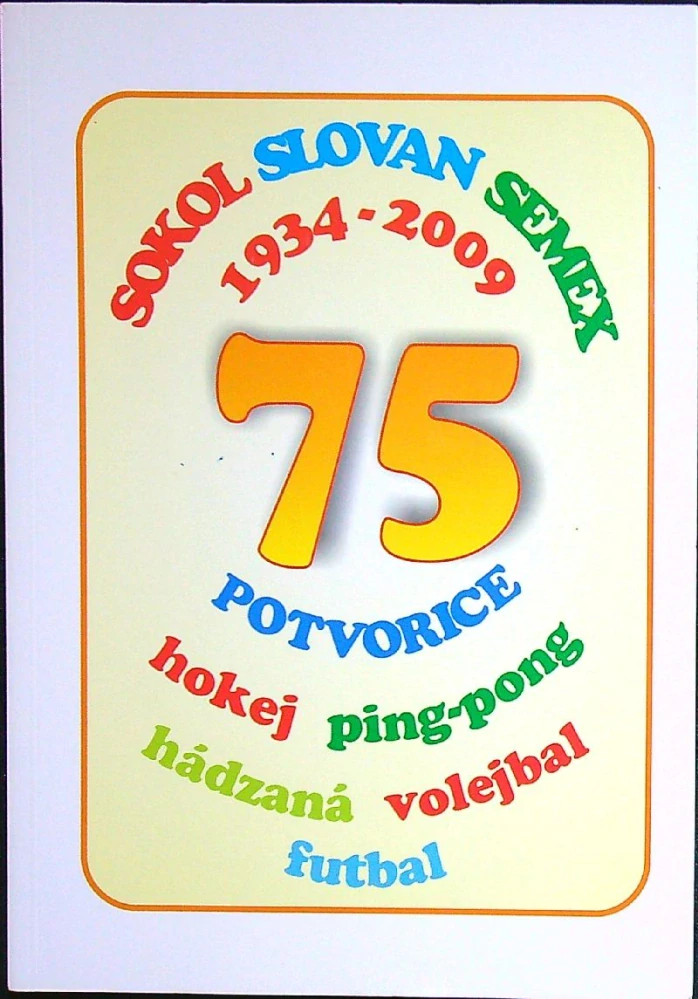 SOKOL SLOVAN SEMEX
1934 - 2009
75
POTVORICE
hokej ping-pong
hádzaná volejbal
futbal